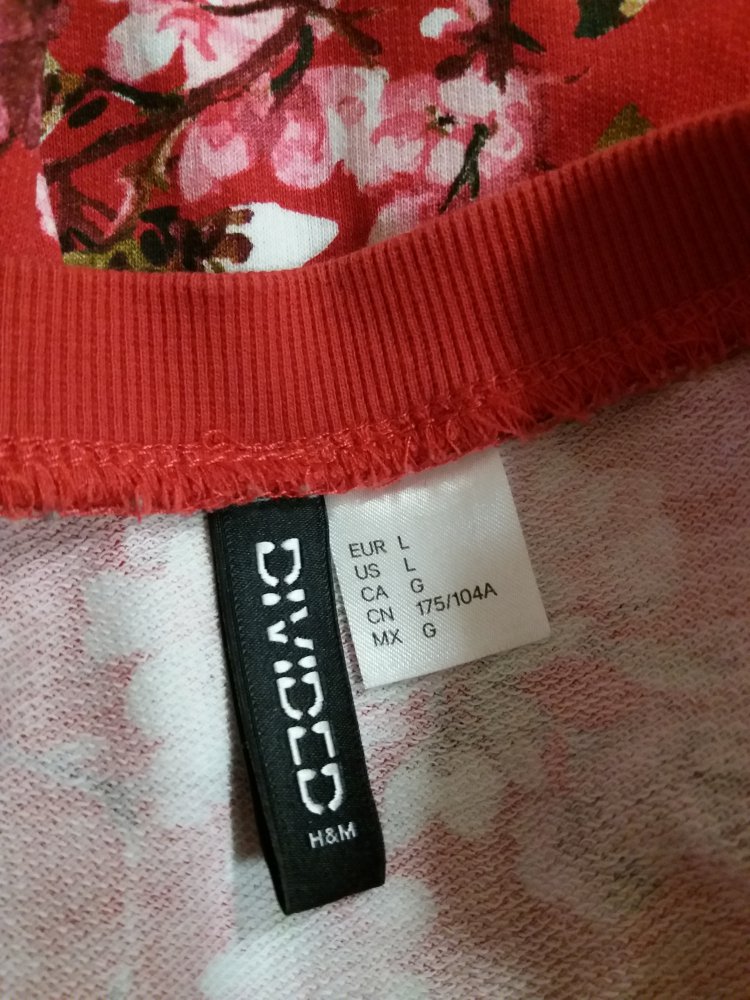 DIVIDED
H&M
EUR L
US L
CA G
CN 175/104A
MX G